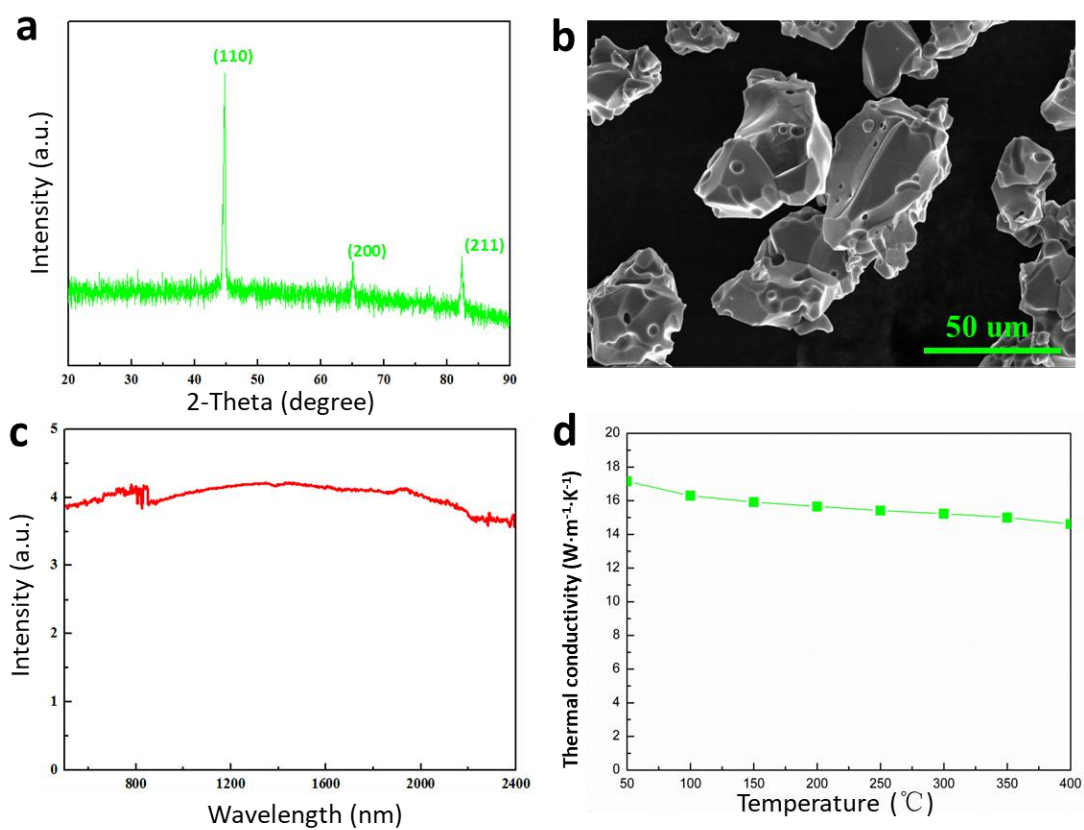 a
(110)
(200)
(211)
Intensity (a.u.)
20 30 40 50 60 70 80 90
2-Theta (degree)
b
50 um
c
5
4
3
2
1
0
Intensity (a.u.)
800 1200 1600 2000 2400
Wavelength (nm)
d
20
18
16
14
12
10
8
6
4
2
0
Thermal conductivity (W·m⁻¹·K⁻¹)
50 100 150 200 250 300 350 400
Temperature (℃)